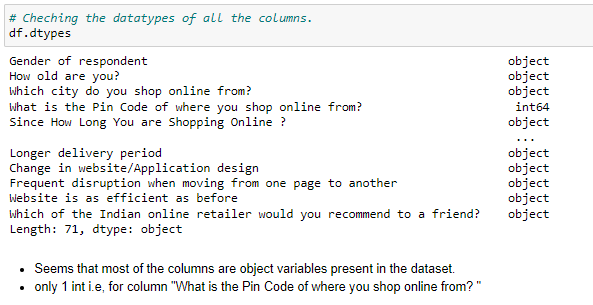 # Cheching the datatypes of all the columns.
df.dtypes
Gender of respondent object
How old are you? object
Which city do you shop online from? object
What is the Pin Code of where you shop online from? int64
Since How Long You are Shopping Online ? object
...
Longer delivery period object
Change in website/Application design object
Frequent disruption when moving from one page to another object
Website is as efficient as before object
Which of the Indian online retailer would you recommend to a friend? object
Length: 71, dtype: object
• Seems that most of the columns are object variables present in the dataset.
• only 1 int i.e, for column "What is the Pin Code of where you shop online from? "